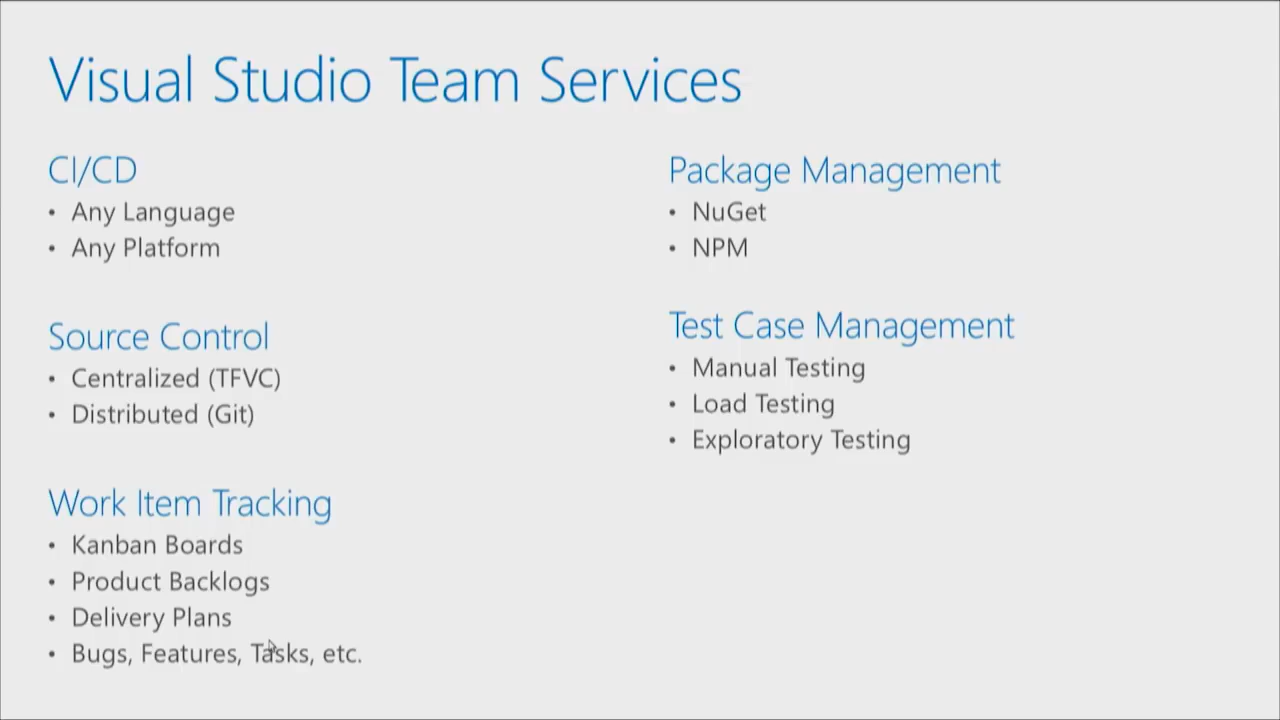 Visual Studio Team Services
CI/CD
• Any Language
• Any Platform
Source Control
• Centralized (TFVC)
• Distributed (Git)
Work Item Tracking
• Kanban Boards
• Product Backlogs
• Delivery Plans
• Bugs, Features, Tasks, etc.
Package Management
• NuGet
• NPM
Test Case Management
• Manual Testing
• Load Testing
• Exploratory Testing